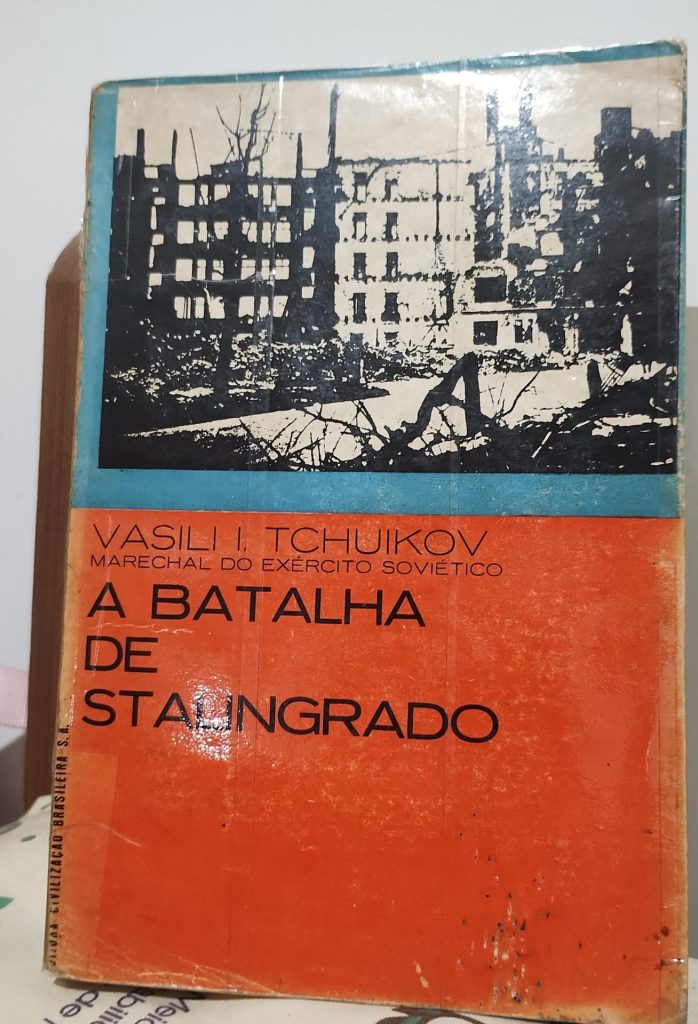 VASILI I. TCHUIKOV
MARECHAL DO EXÉRCITO SOVIÉTICO
A BATALHA
DE
STALINGRADO
CIVILIZAÇÃO BRASILEIRA S.A.